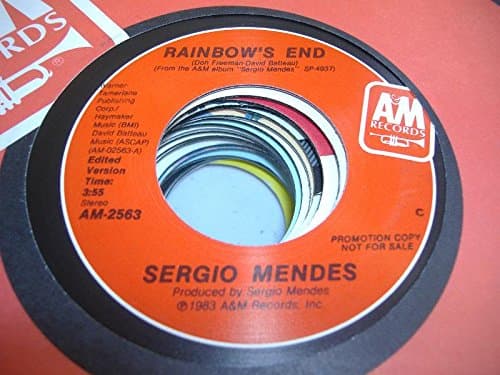 RECORDS
RAINBOW'S END
(Don Freeman-David Batteau)
(From the A&M album "Sergio Mendes" SP-4937)
Warner
Tamerlane
Publishing
Corp./
Haymaker
Music (BMI)
David Batteau
Music (ASCAP)
(AM-02563-A)
Edited
Version
Time:
3:55
Stereo
AM-2563
A&M
RECORDS
C
PROMOTION COPY
NOT FOR SALE
SERGIO MENDES
Produced by Sergio Mendes
℗1983 A&M Records, Inc.